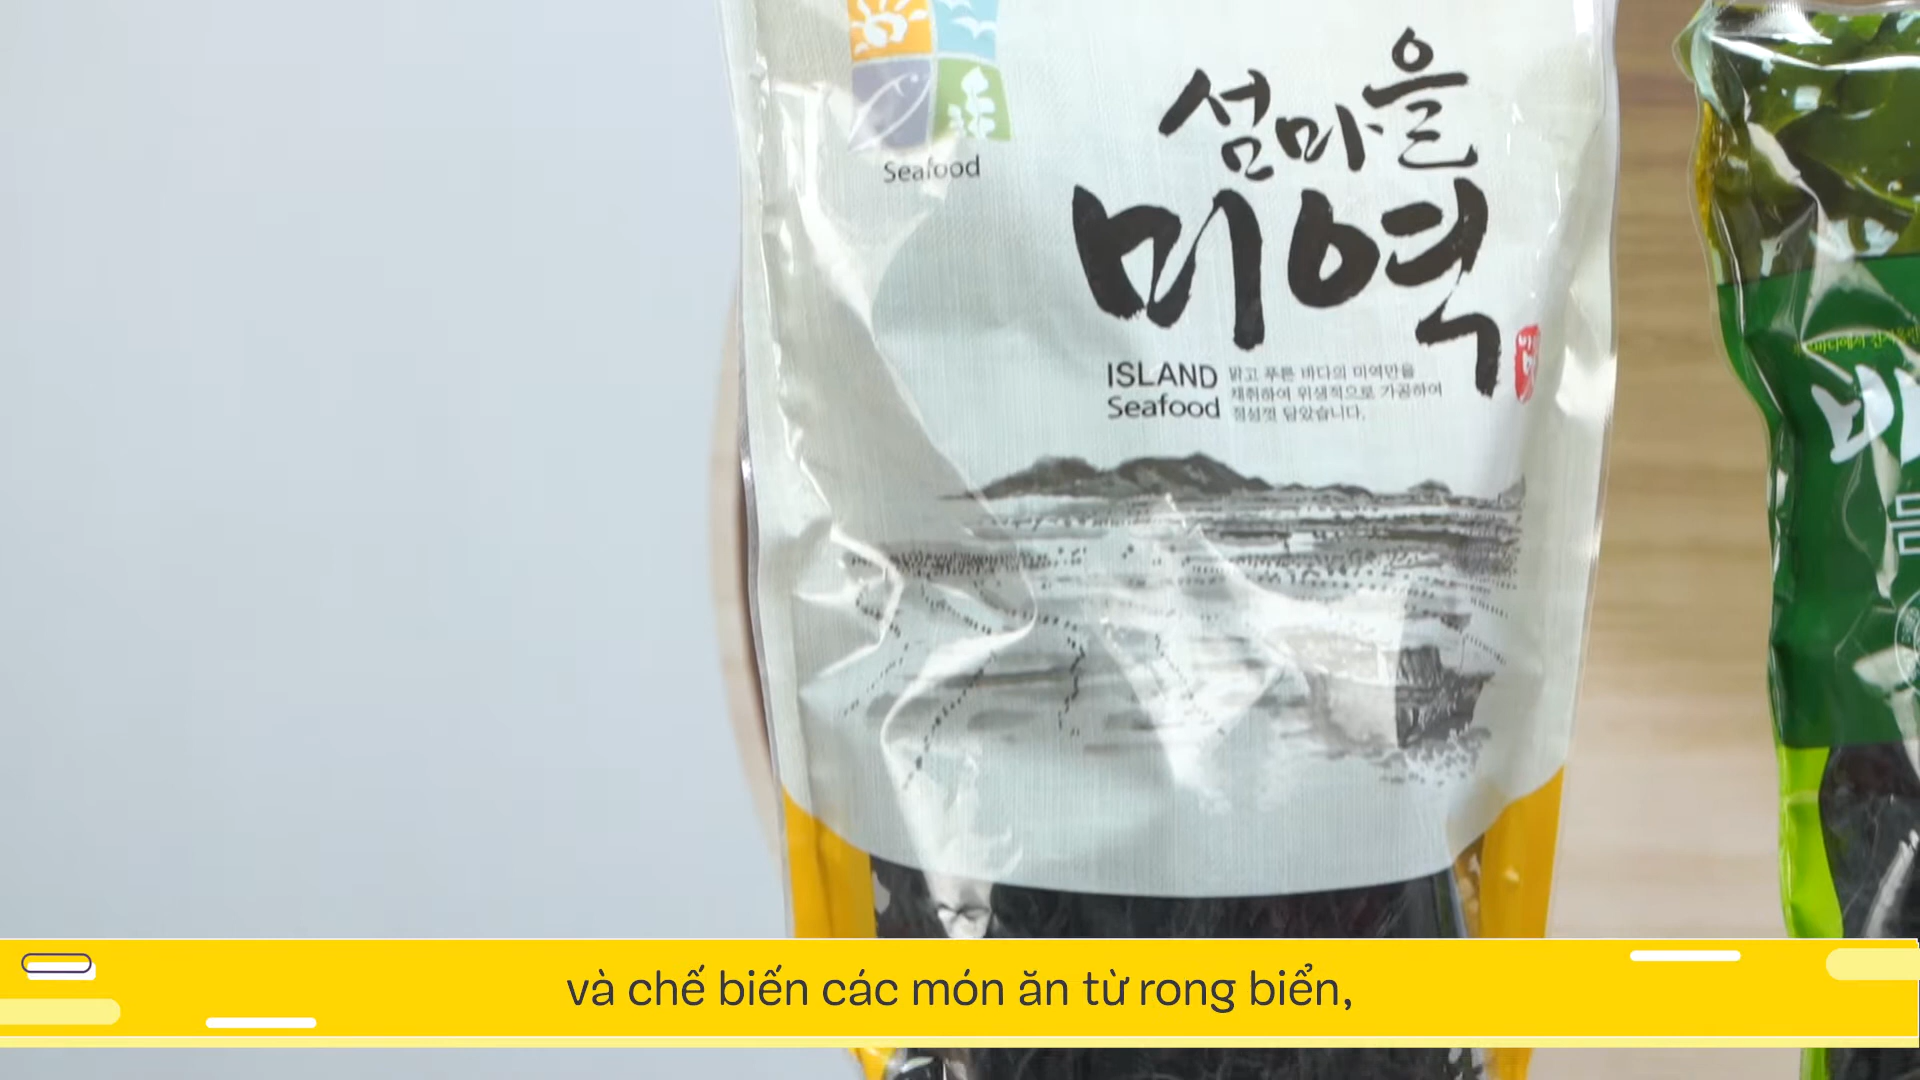 Seafood
섬마을
미역
ISLAND
Seafood
맑고 푸른 바다의 미역만을
채취하여 위생적으로 가공하여
정성껏 담았습니다.
và chế biến các món ăn từ rong biển,